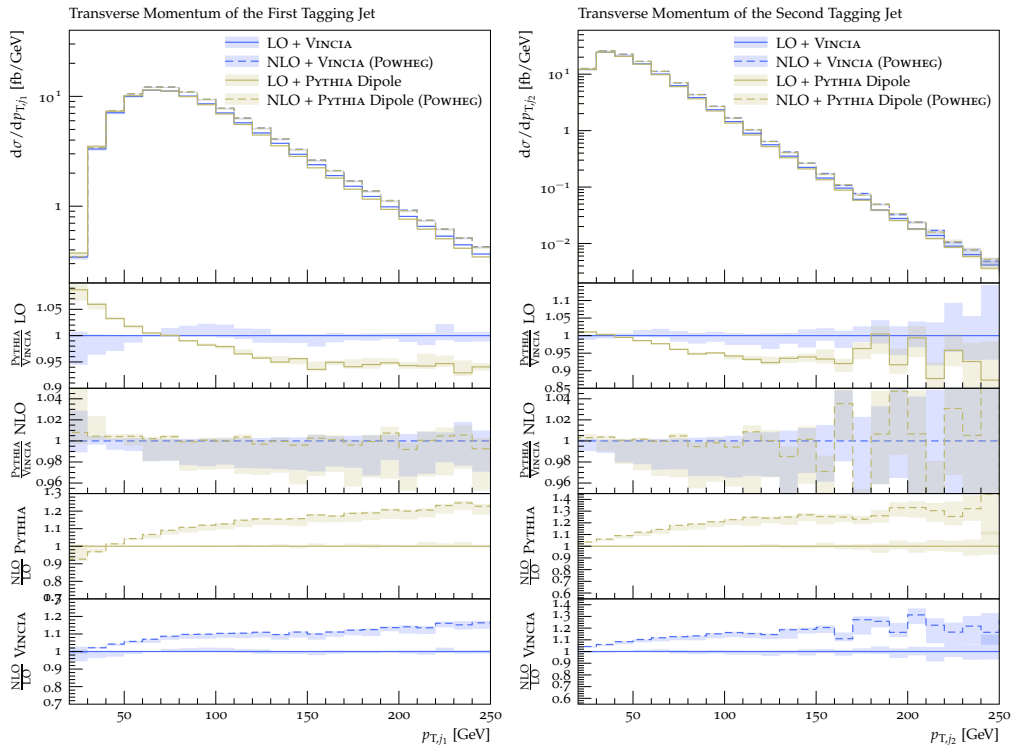 Transverse Momentum of the First Tagging Jet
dσ/dpT,j1 [fb/GeV]
LO + VINCIA
NLO + VINCIA (POWHEG)
LO + PYTHIA Dipole
NLO + PYTHIA Dipole (POWHEG)
10^1
1
PYTHIA/VINCIA LO
1.05
1
0.95
0.9
PYTHIA/VINCIA NLO
1.04
1.02
1
0.98
0.96
NLO/LO PYTHIA
1.3
1.2
1.1
1
0.9
0.8
0.7
NLO/LO VINCIA
1.2
1.1
1
0.9
0.8
0.7
50 100 150 200 250
pT,j1 [GeV]
Transverse Momentum of the Second Tagging Jet
dσ/dpT,j2 [fb/GeV]
LO + VINCIA
NLO + VINCIA (POWHEG)
LO + PYTHIA Dipole
NLO + PYTHIA Dipole (POWHEG)
10^1
1
10^−1
10^−2
PYTHIA/VINCIA LO
1.1
1.05
1
0.95
0.9
0.85
PYTHIA/VINCIA NLO
1.04
1.02
1
0.98
0.96
NLO/LO PYTHIA
1.4
1.3
1.2
1.1
1
0.9
0.8
0.7
0.6
NLO/LO VINCIA
1.4
1.3
1.2
1.1
1
0.9
0.8
0.7
0.6
50 100 150 200 250
pT,j2 [GeV]